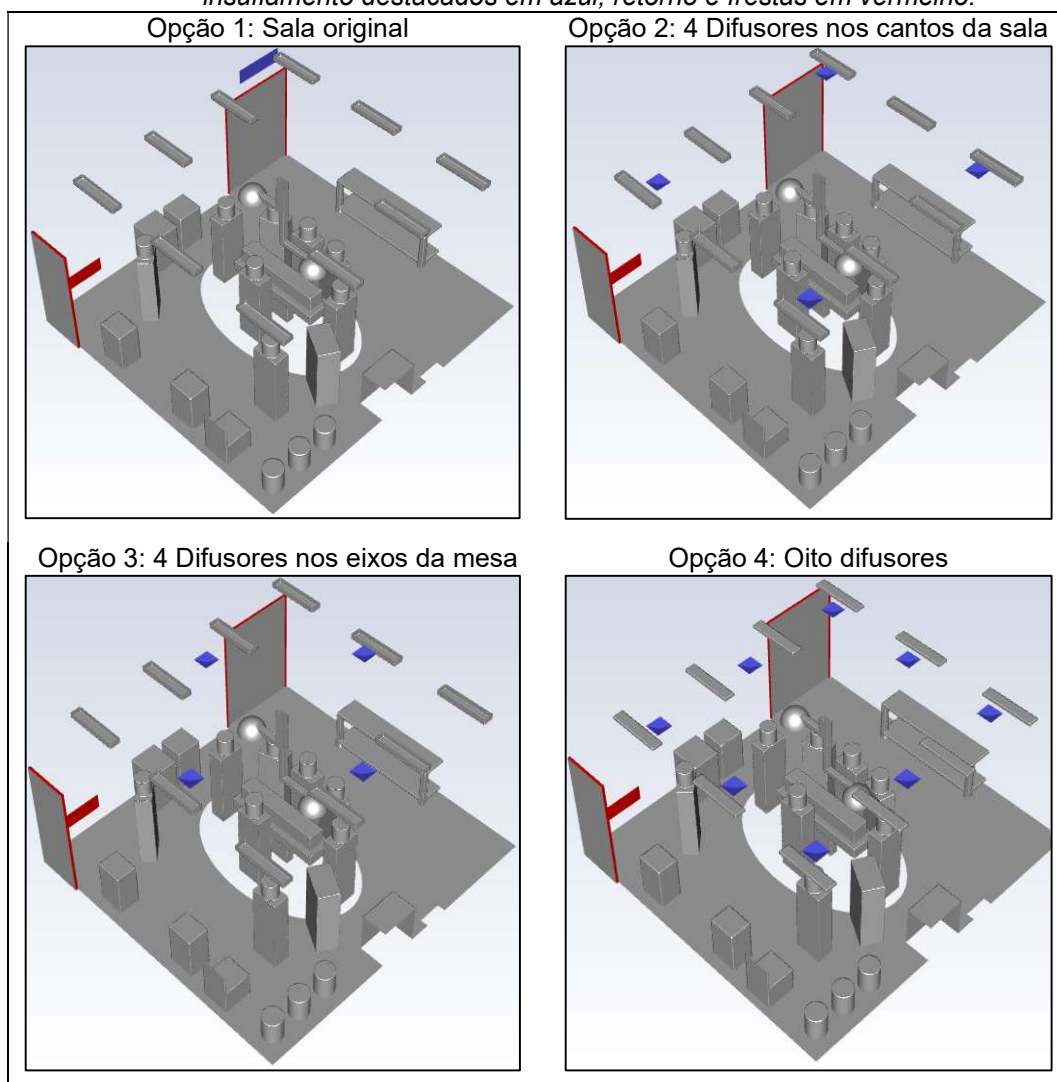 insuflamento destacados em azul, retorno e frestas em vermelho.
Opção 1: Sala original
Opção 2: 4 Difusores nos cantos da sala
Opção 3: 4 Difusores nos eixos da mesa
Opção 4: Oito difusores